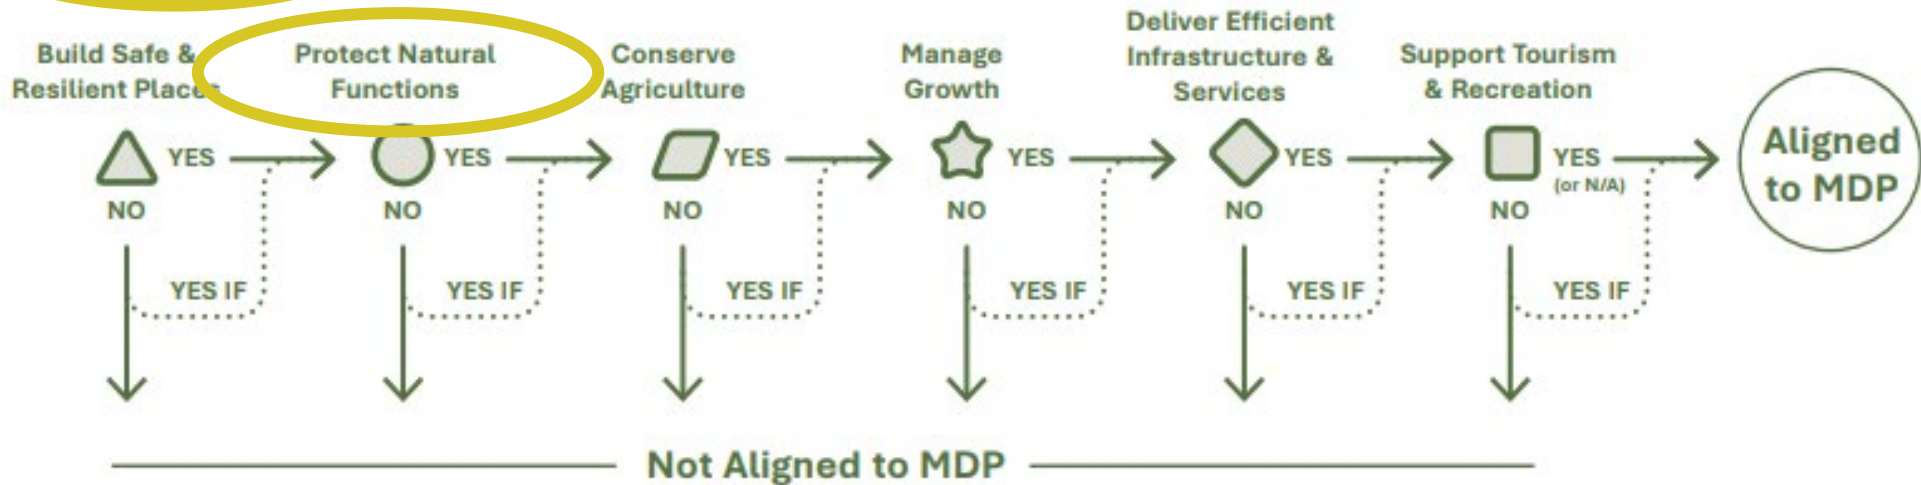 Build Safe &
Resilient Places
Protect Natural
Functions
Conserve
Agriculture
Manage
Growth
Deliver Efficient
Infrastructure &
Services
Support Tourism
& Recreation
YES
YES
YES
YES
YES
YES
(or N/A)
Aligned
to MDP
NO
NO
NO
NO
NO
NO
YES IF
YES IF
YES IF
YES IF
YES IF
YES IF
Not Aligned to MDP